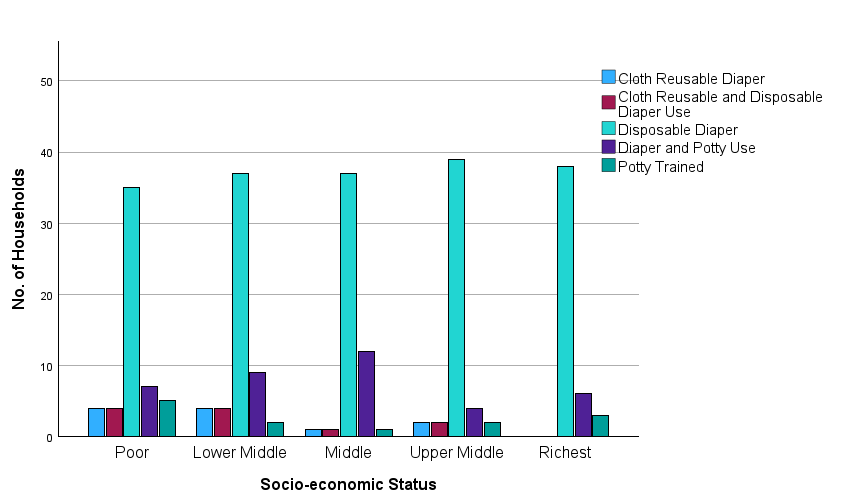 50
40
30
20
10
0
No. of Households
Cloth Reusable Diaper
Cloth Reusable and Disposable
Diaper Use
Disposable Diaper
Diaper and Potty Use
Potty Trained
Poor
Lower Middle
Middle
Upper Middle
Richest
Socio-economic Status